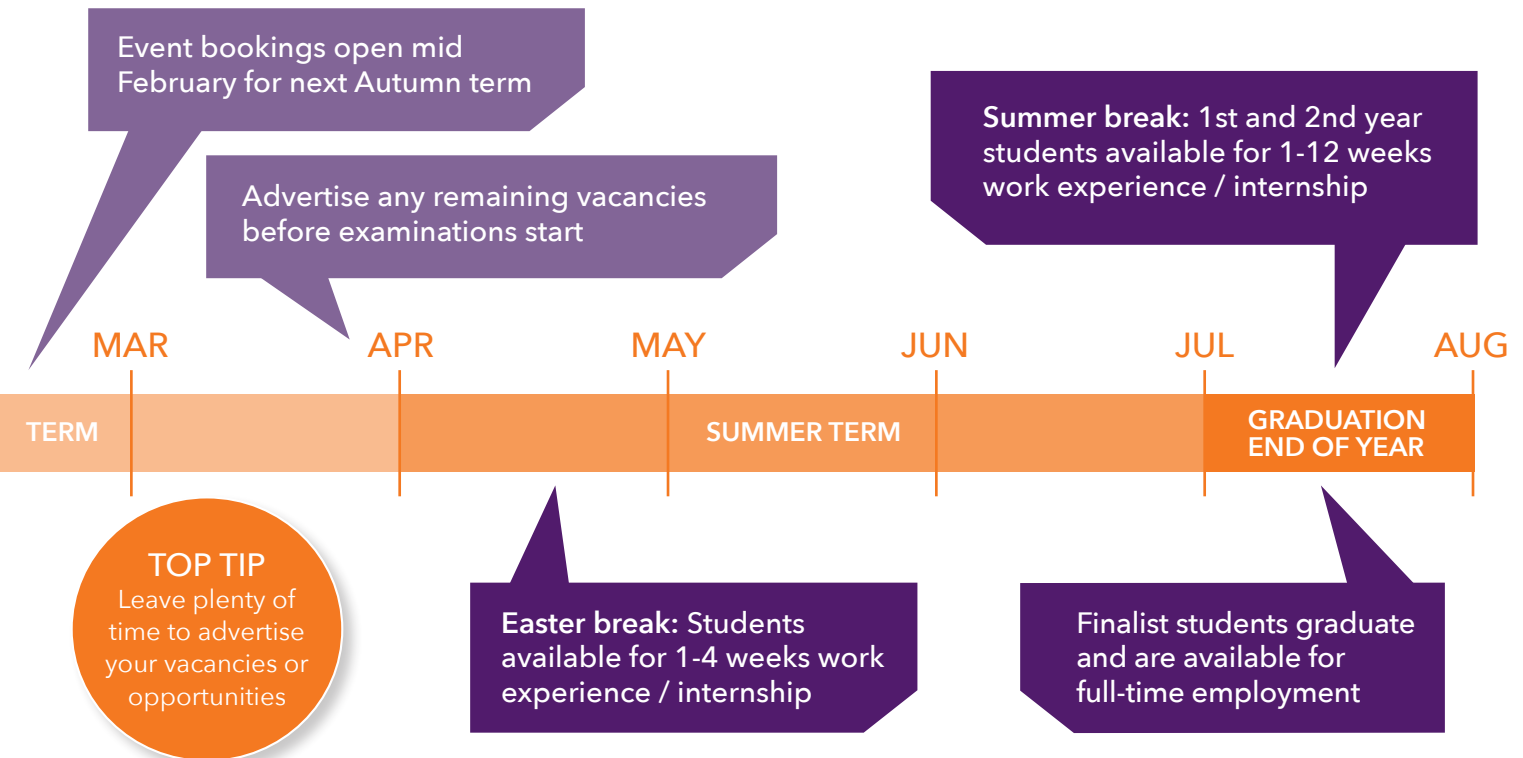 Event bookings open mid
February for next Autumn term
Advertise any remaining vacancies
before examinations start
Summer break: 1st and 2nd year
students available for 1-12 weeks
work experience / internship
MAR
APR
MAY
JUN
JUL
AUG
TERM
SUMMER TERM
GRADUATION
END OF YEAR
TOP TIP
Leave plenty of
time to advertise
your vacancies or
opportunities
Easter break: Students
available for 1-4 weeks work
experience / internship
Finalist students graduate
and are available for
full-time employment